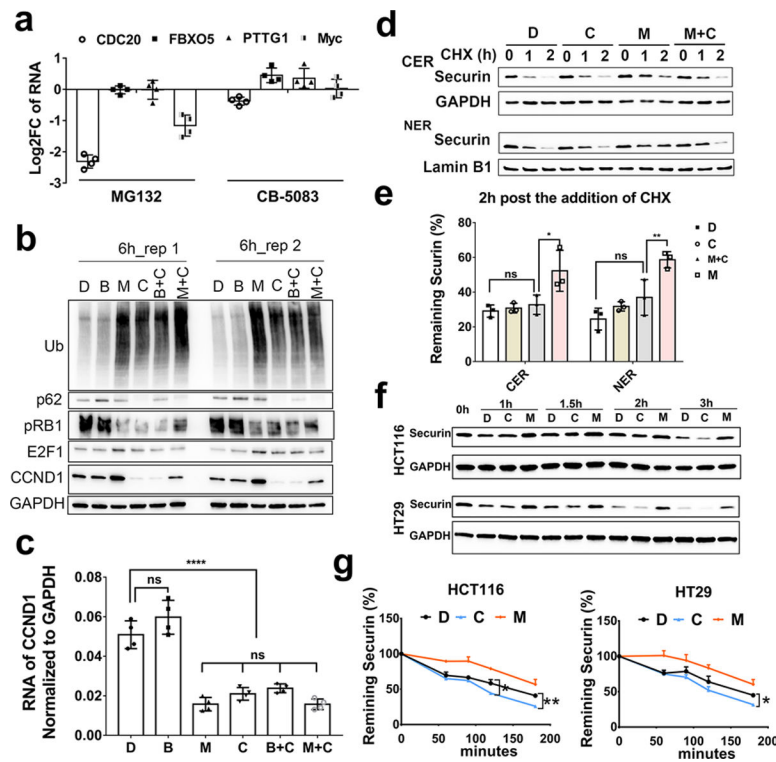 a
CDC20 FBXO5 PTTG1 Myc
Log2FC of RNA
1
0
-1
-2
-3
MG132 CB-5083
b
6h_rep 1 6h_rep 2
D B M C B+C M+C D B M C B+C M+C
Ub
p62
pRB1
E2F1
CCND1
GAPDH
c
RNA of CCND1
Normalized to GAPDH
0.08
0.06
0.04
0.02
0.00
ns
****
ns
D B M C B+C M+C
d
D C M M+C
CER CHX (h) 0 1 2 0 1 2 0 1 2 0 1 2
Securin
GAPDH
NER
Securin
Lamin B1
e
2h post the addition of CHX
Remaining Scurin (%)
80
60
40
20
0
ns
*
ns
**
CER NER
D
C
M+C
M
f
0h 1h 1.5h 2h 3h
D C M D C M D C M D C M
HCT116
Securin
GAPDH
HT29
Securin
GAPDH
g
HCT116
D C M
Remining Securin (%)
150
100
50
0
*
**
0 50 100 150 200
minutes
HT29
D C M
Remining Securin (%)
150
100
50
0
*
0 50 100 150 200
minutes